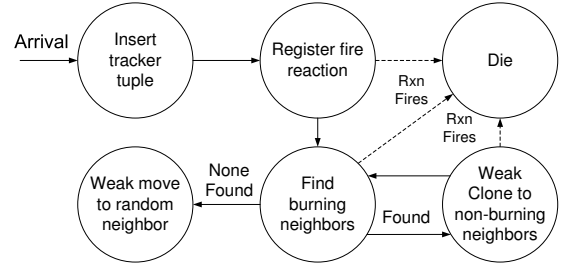 Arrival
Insert
tracker
tuple
Register fire
reaction
Rxn
Fires
Die
Rxn
Fires
Weak move
to random
neighbor
None
Found
Find
burning
neighbors
Found
Weak
Clone to
non-burning
neighbors